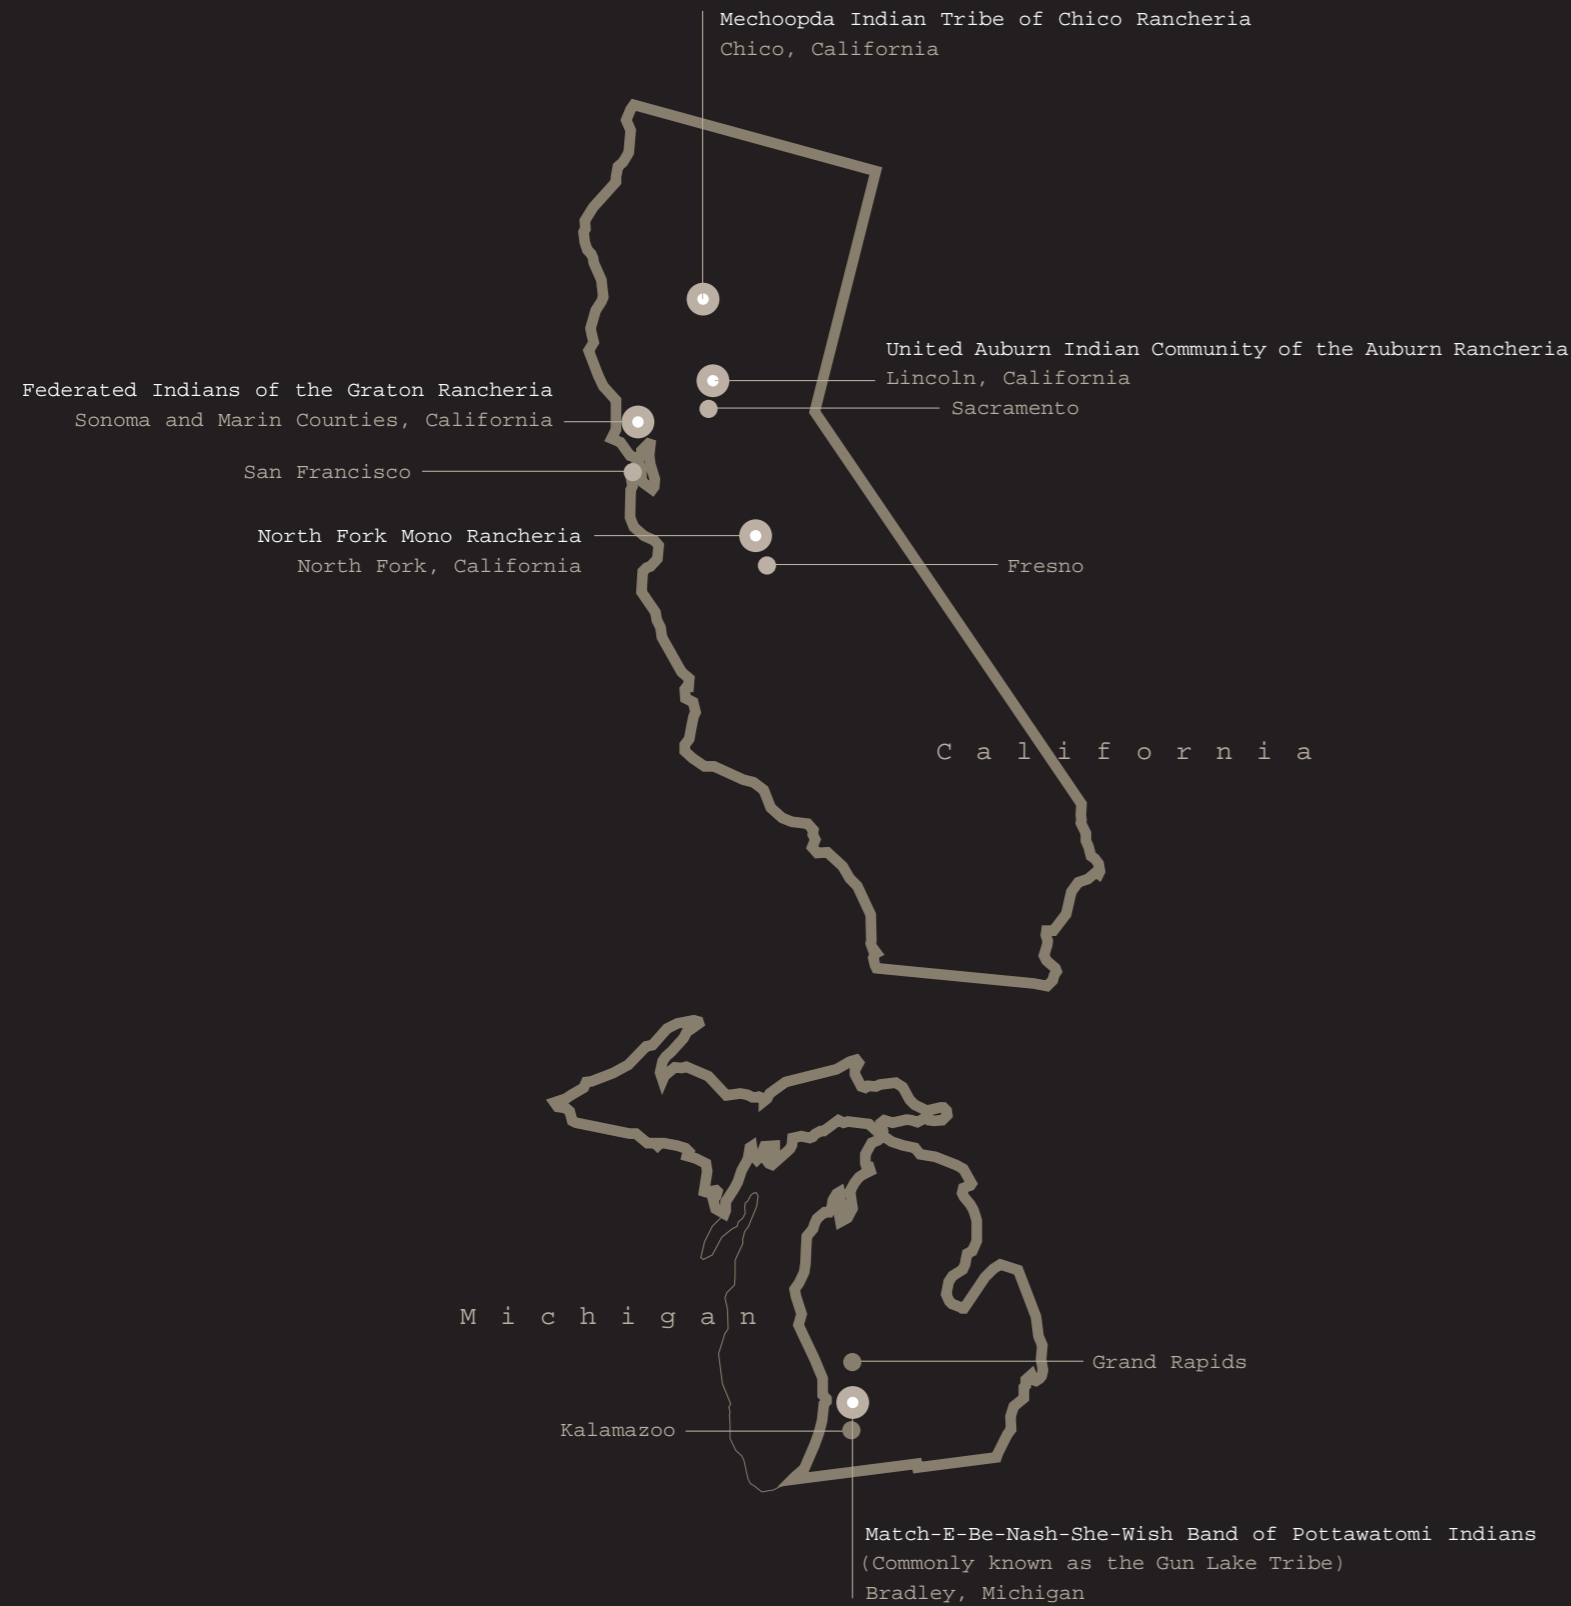 Mechoopda Indian Tribe of Chico Rancheria
Chico, California
United Auburn Indian Community of the Auburn Rancheria
Lincoln, California
Federated Indians of the Graton Rancheria
Sonoma and Marin Counties, California
Sacramento
San Francisco
North Fork Mono Rancheria
North Fork, California
Fresno
California
Michigan
Grand Rapids
Kalamazoo
Match-E-Be-Nash-She-Wish Band of Pottawatomi Indians
(Commonly known as the Gun Lake Tribe)
Bradley, Michigan